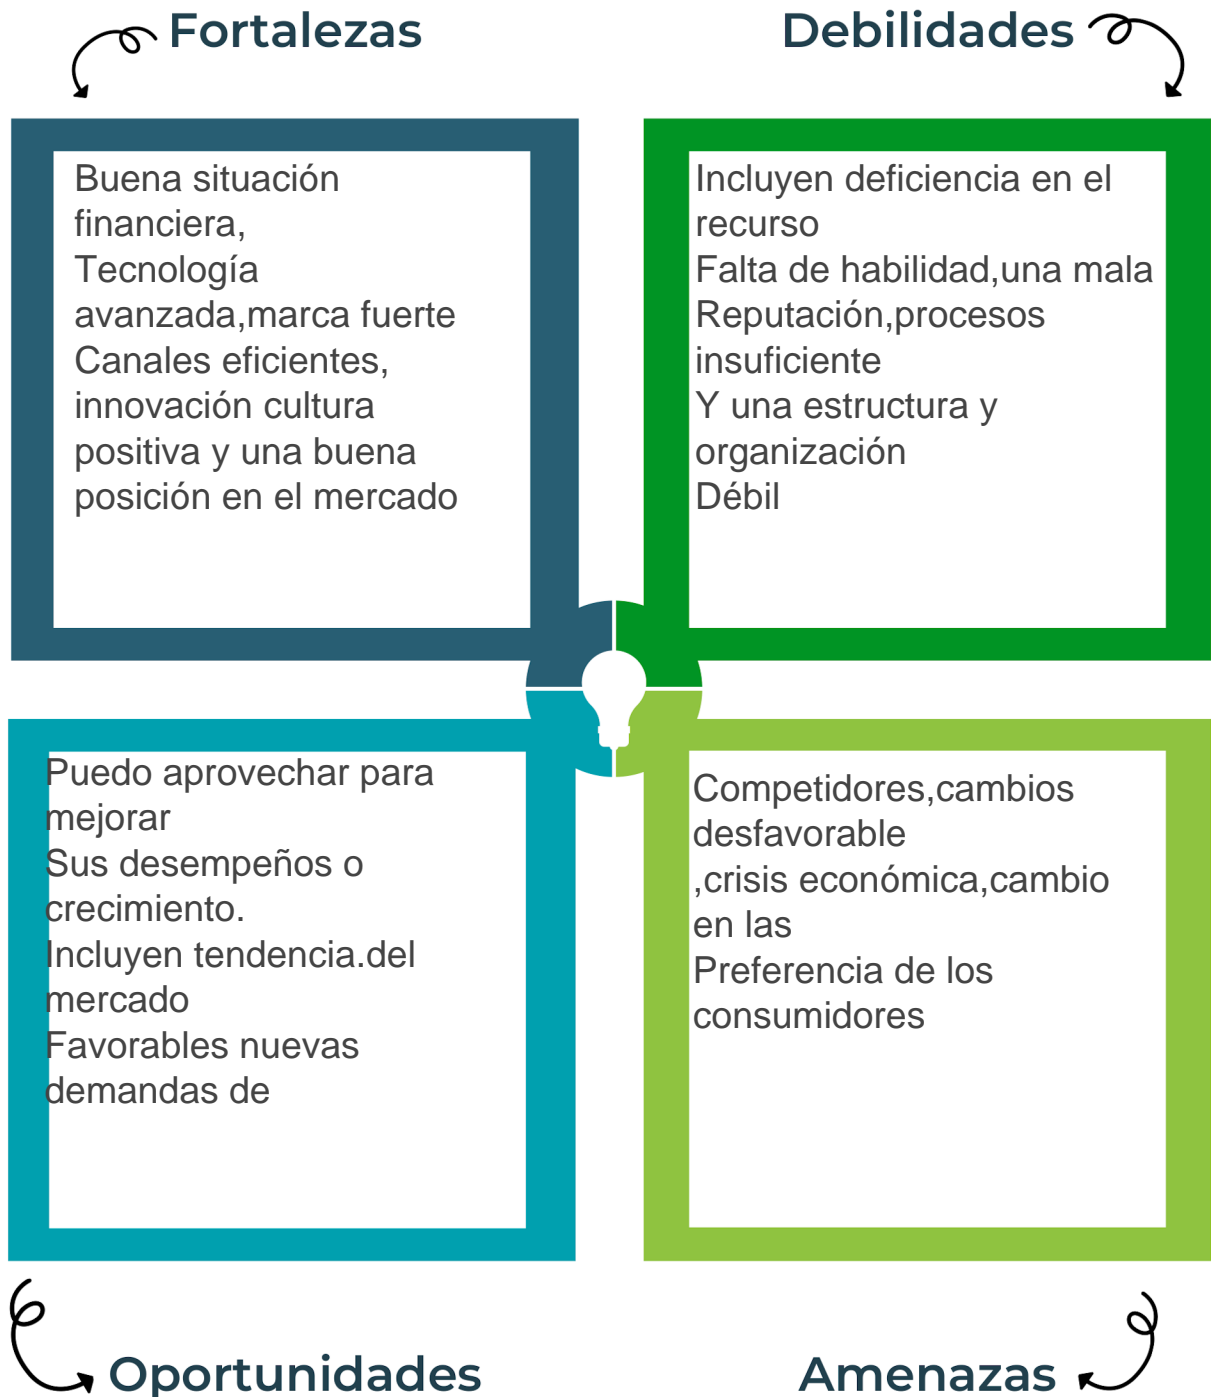 Fortalezas
Buena situación
financiera,
Tecnología
avanzada,marca fuerte
Canales eficientes,
innovación cultura
positiva y una buena
posición en el mercado
Debilidades
Incluyen deficiencia en el
recurso
Falta de habilidad,una mala
Reputación,procesos
insuficiente
Y una estructura y
organización
Débil
Puedo aprovechar para
mejorar
Sus desempeños o
crecimiento.
Incluyen tendencia.del
mercado
Favorables nuevas
demandas de
Oportunidades
Competidores,cambios
desfavorable
,crisis económica,cambio
en las
Preferencia de los
consumidores
Amenazas